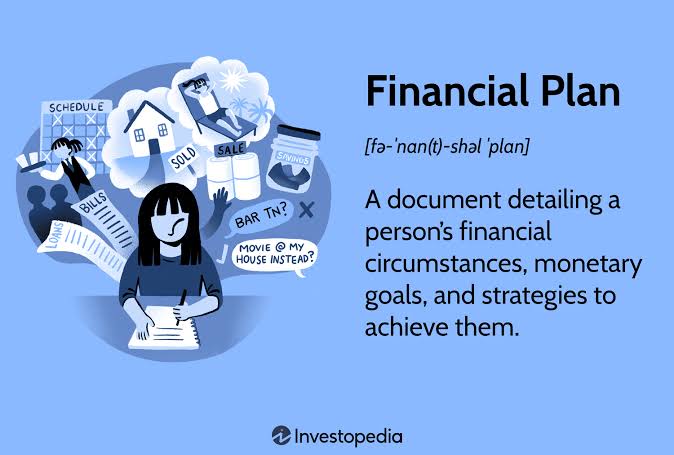 Financial Plan
[fə-ˈnan(t)-shəl ˈplan]
A document detailing a
person’s financial
circumstances, monetary
goals, and strategies to
achieve them.
SCHEDULE
SOLD
SALE
SAVINGS
BILLS
LOANS
BAR TN?
MOVIE @ MY
HOUSE INSTEAD?
Investopedia